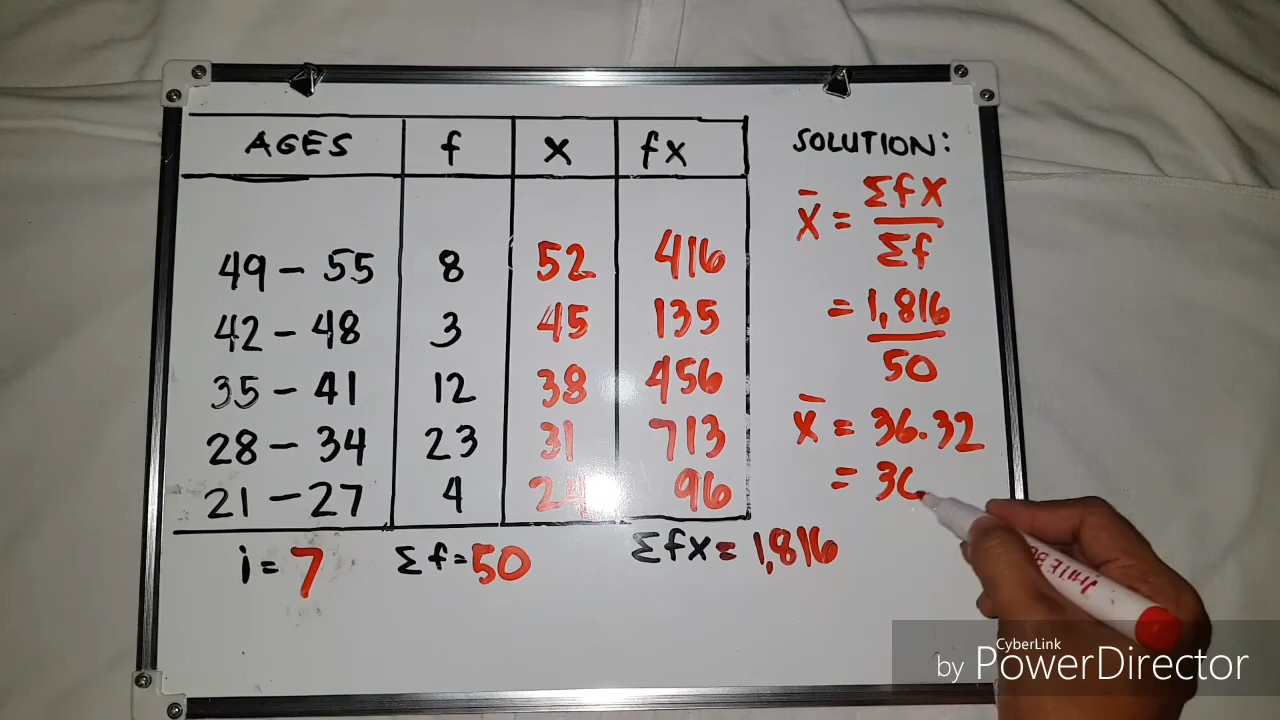 AGES f X fX
49 - 55 8 52 416
42 - 48 3 45 135
35 - 41 12 38 456
28 - 34 23 31 713
21 - 27 4 24 96
i = 7 Σf = 50 ΣfX = 1,816
SOLUTION:
X̄ = ΣfX
Σf
= 1,816
50
X̄ = 36.32
= 36
CyberLink
by PowerDirector